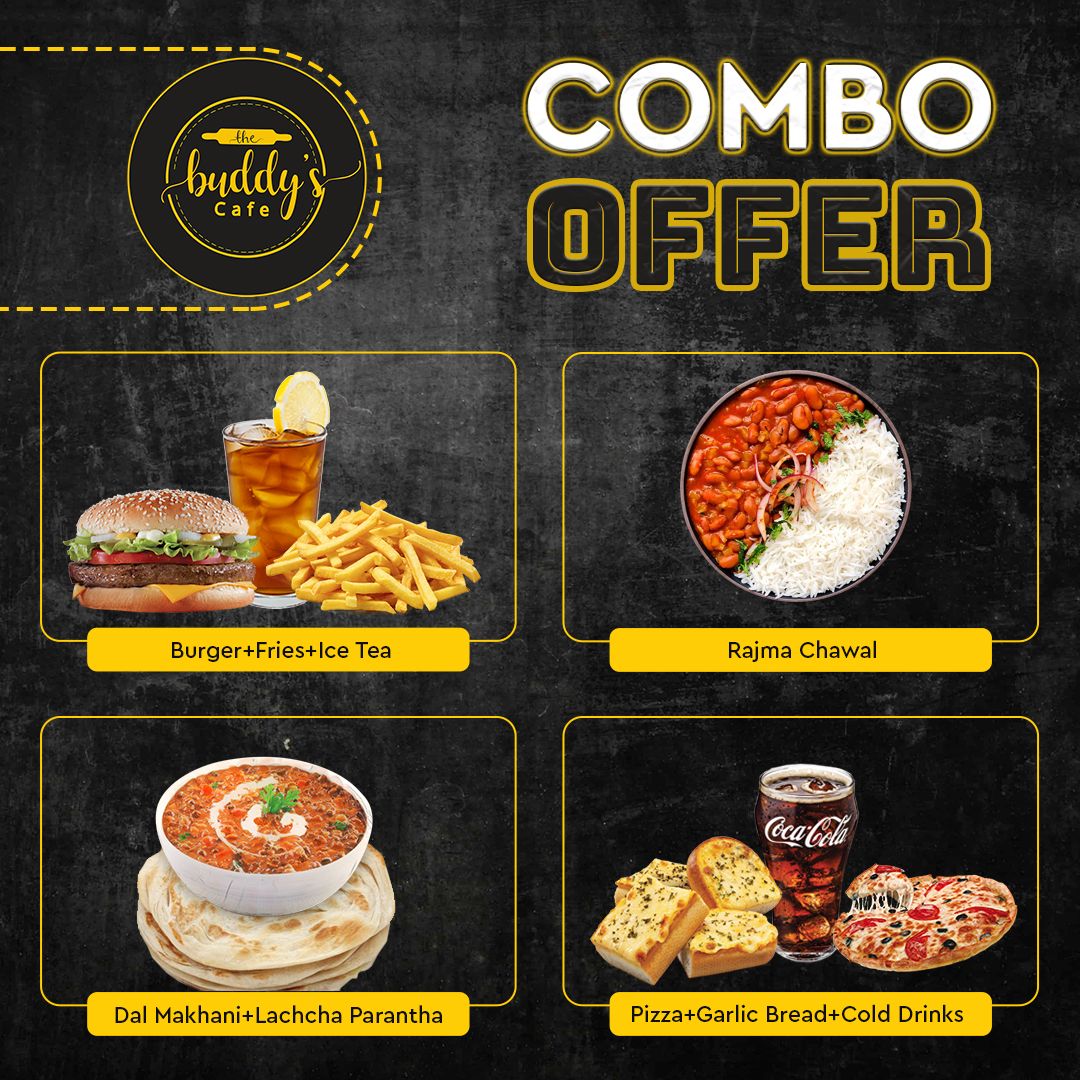 the
buddy's
Cafe
COMBO
OFFER
Burger+Fries+Ice Tea
Rajma Chawal
Dal Makhani+Lachcha Parantha
Coca-Cola
Pizza+Garlic Bread+Cold Drinks